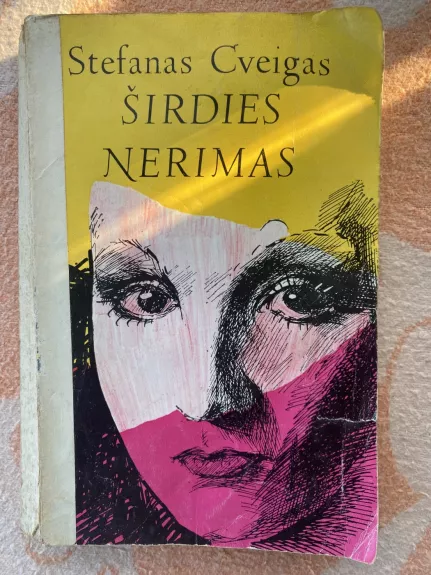 Stefanas Cveigas
ŠIRDIES
NERIMAS